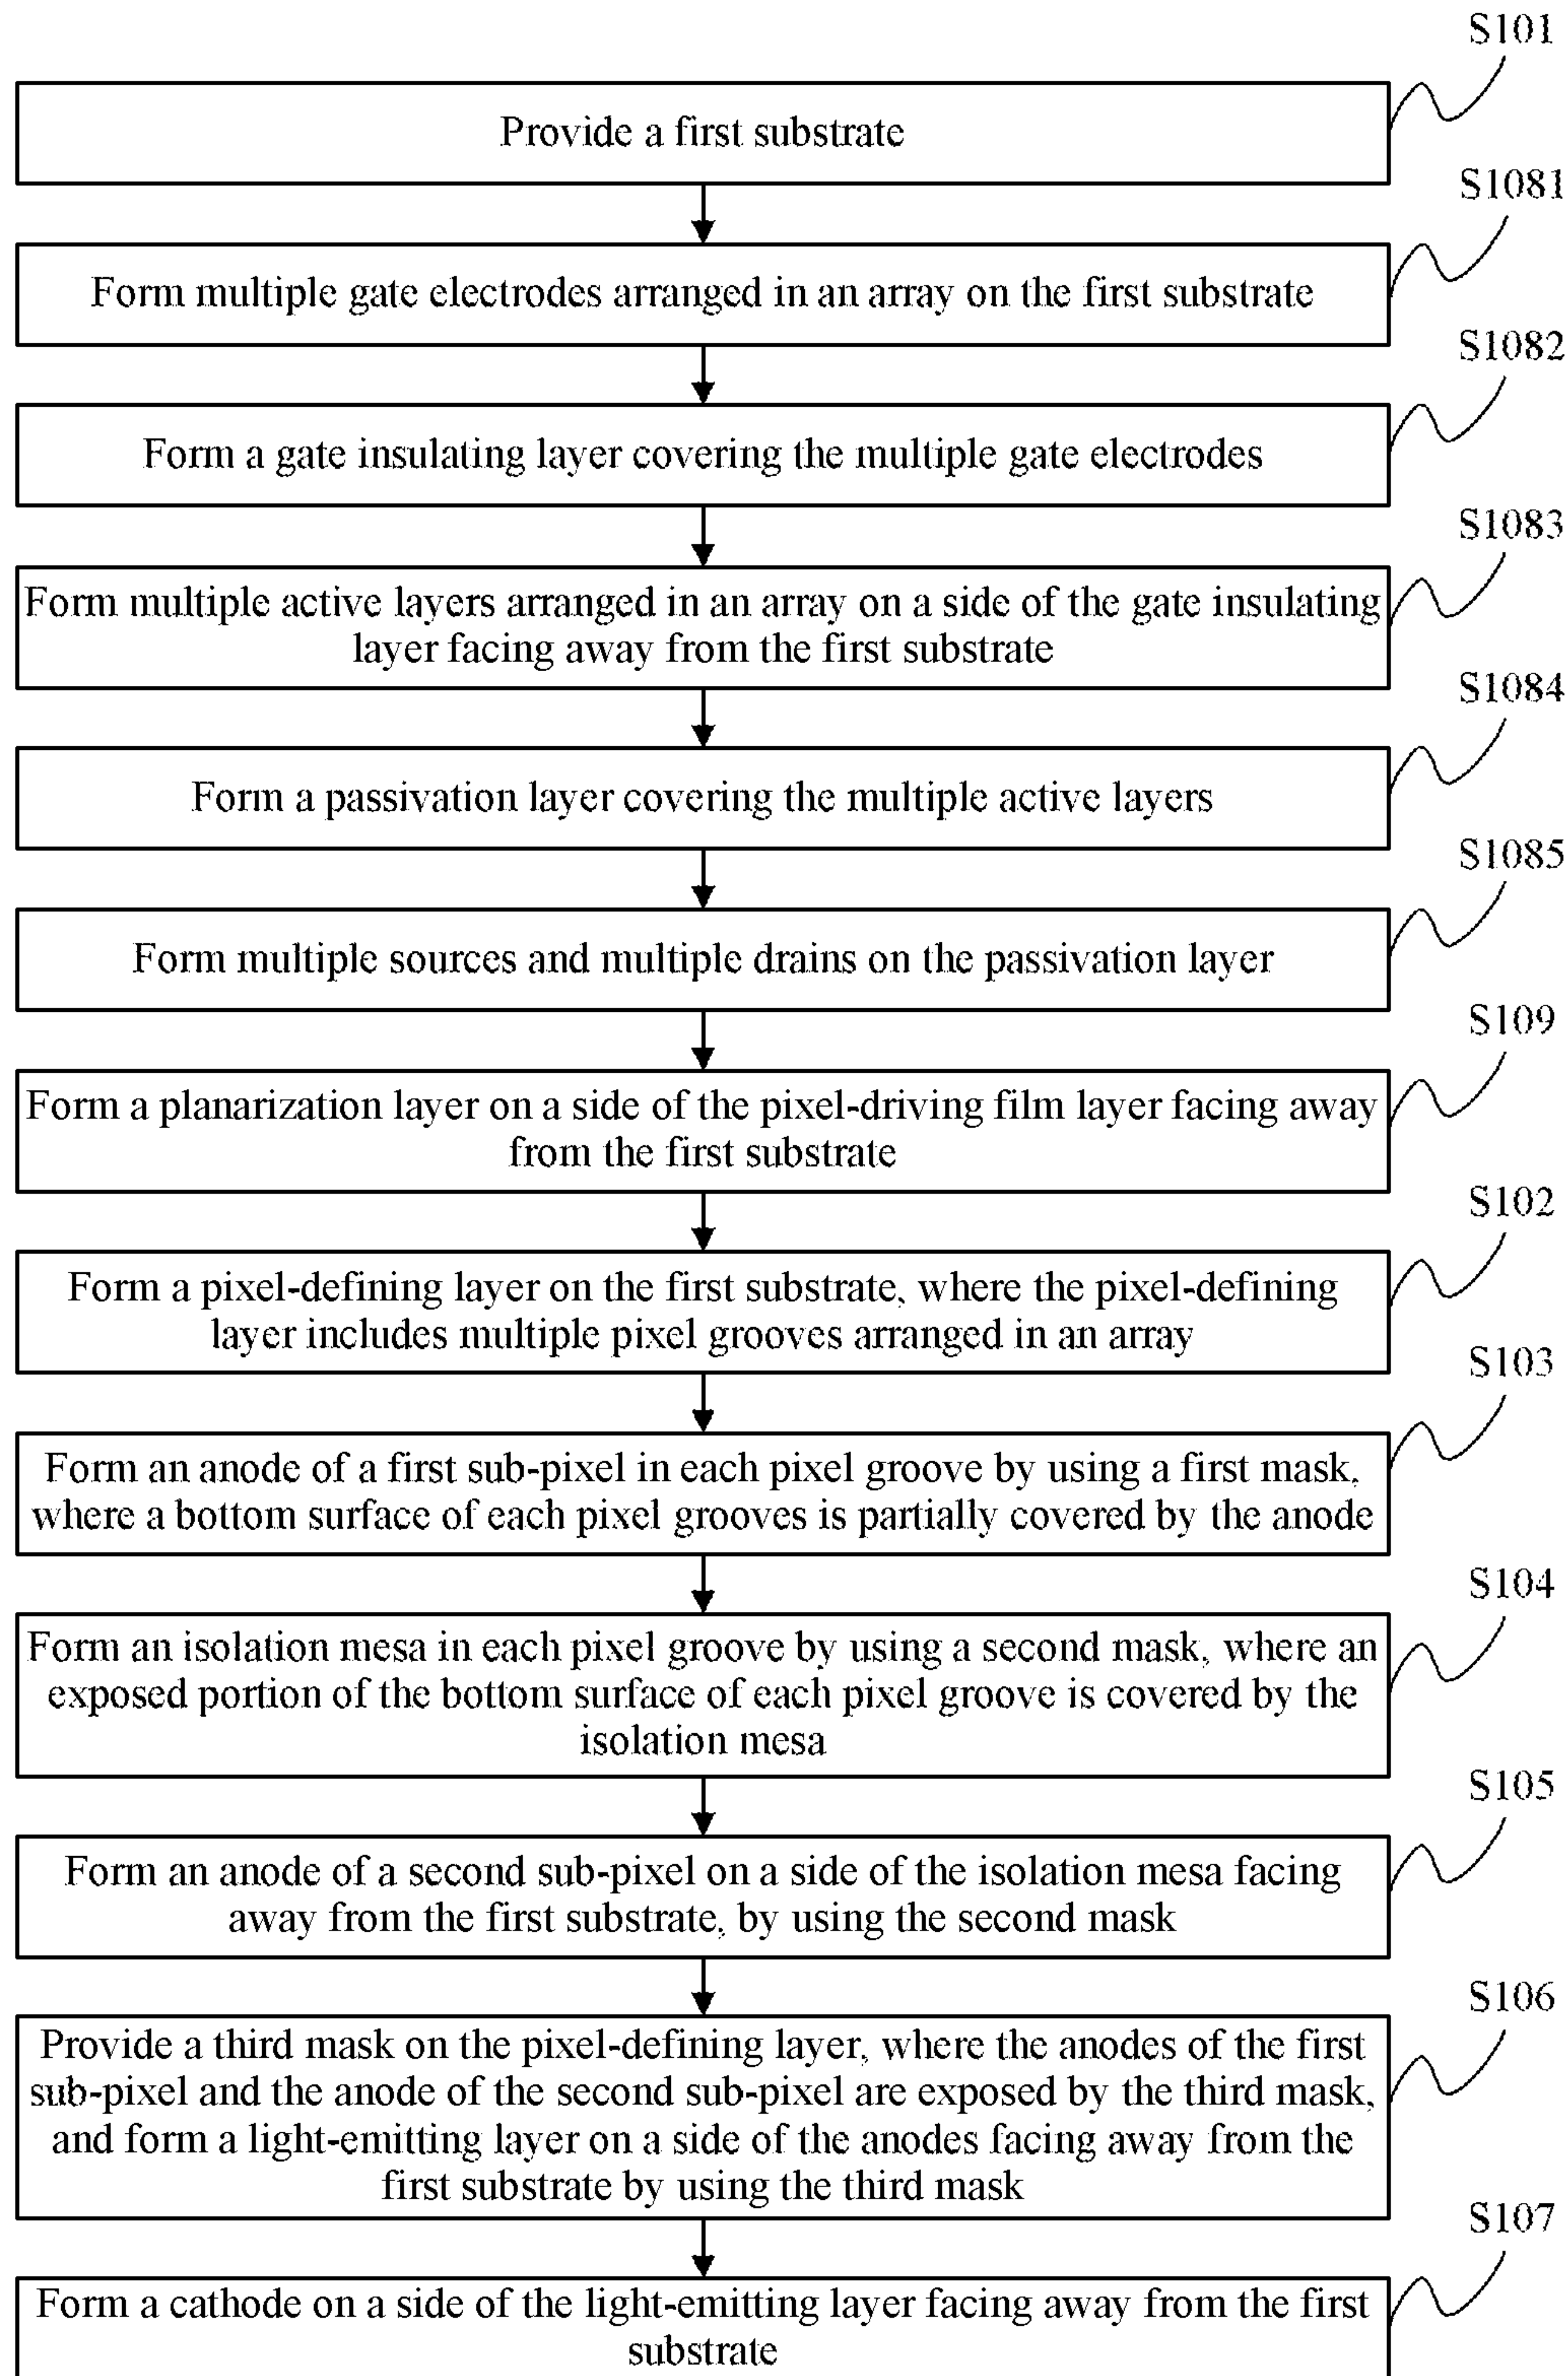 S101
Provide a first substrate
S1081
Form multiple gate electrodes arranged in an array on the first substrate
S1082
Form a gate insulating layer covering the multiple gate electrodes
S1083
Form multiple active layers arranged in an array on a side of the gate insulating
layer facing away from the first substrate
S1084
Form a passivation layer covering the multiple active layers
S1085
Form multiple sources and multiple drains on the passivation layer
S109
Form a planarization layer on a side of the pixel-driving film layer facing away
from the first substrate
S102
Form a pixel-defining layer on the first substrate, where the pixel-defining
layer includes multiple pixel grooves arranged in an array
S103
Form an anode of a first sub-pixel in each pixel groove by using a first mask,
where a bottom surface of each pixel grooves is partially covered by the anode
S104
Form an isolation mesa in each pixel groove by using a second mask, where an
exposed portion of the bottom surface of each pixel groove is covered by the
isolation mesa
S105
Form an anode of a second sub-pixel on a side of the isolation mesa facing
away from the first substrate, by using the second mask
S106
Provide a third mask on the pixel-defining layer, where the anodes of the first
sub-pixel and the anode of the second sub-pixel are exposed by the third mask,
and form a light-emitting layer on a side of the anodes facing away from the
first substrate by using the third mask
S107
Form a cathode on a side of the light-emitting layer facing away from the first
substrate